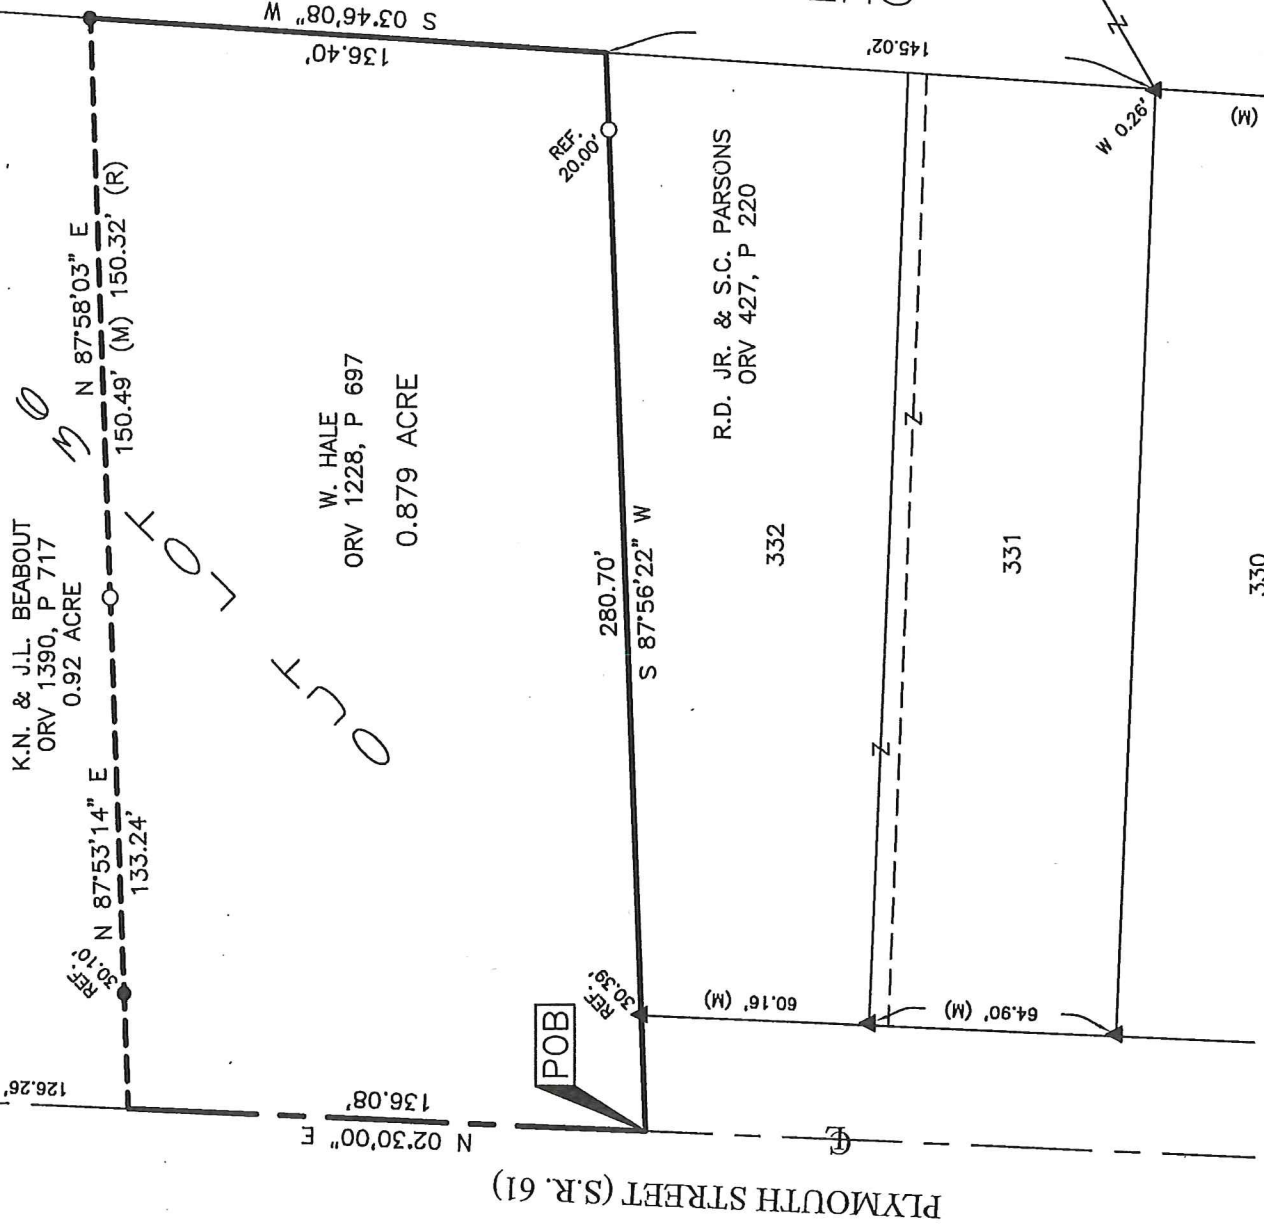 S 03°46'08" W
136.40'
145.02'
W 0.26'
(M)
REF.
20.00'
N 87°58'03" E
150.49' (M) 150.32' (R)
K.N. & J.L. BEABOUT
ORV 1390, P 717
0.92 ACRE
OUTLOT 36
W. HALE
ORV 1228, P 697
0.879 ACRE
R.D. JR. & S.C. PARSONS
ORV 427, P 220
280.70'
S 87°56'22" W
332
331
330
N 87°53'14" E
133.24'
REF.
30.10'
REF.
30.39'
60.16' (M)
64.90' (M)
POB
126.26'
136.08'
N 02°30'00" E
PLYMOUTH STREET (S.R. 61)